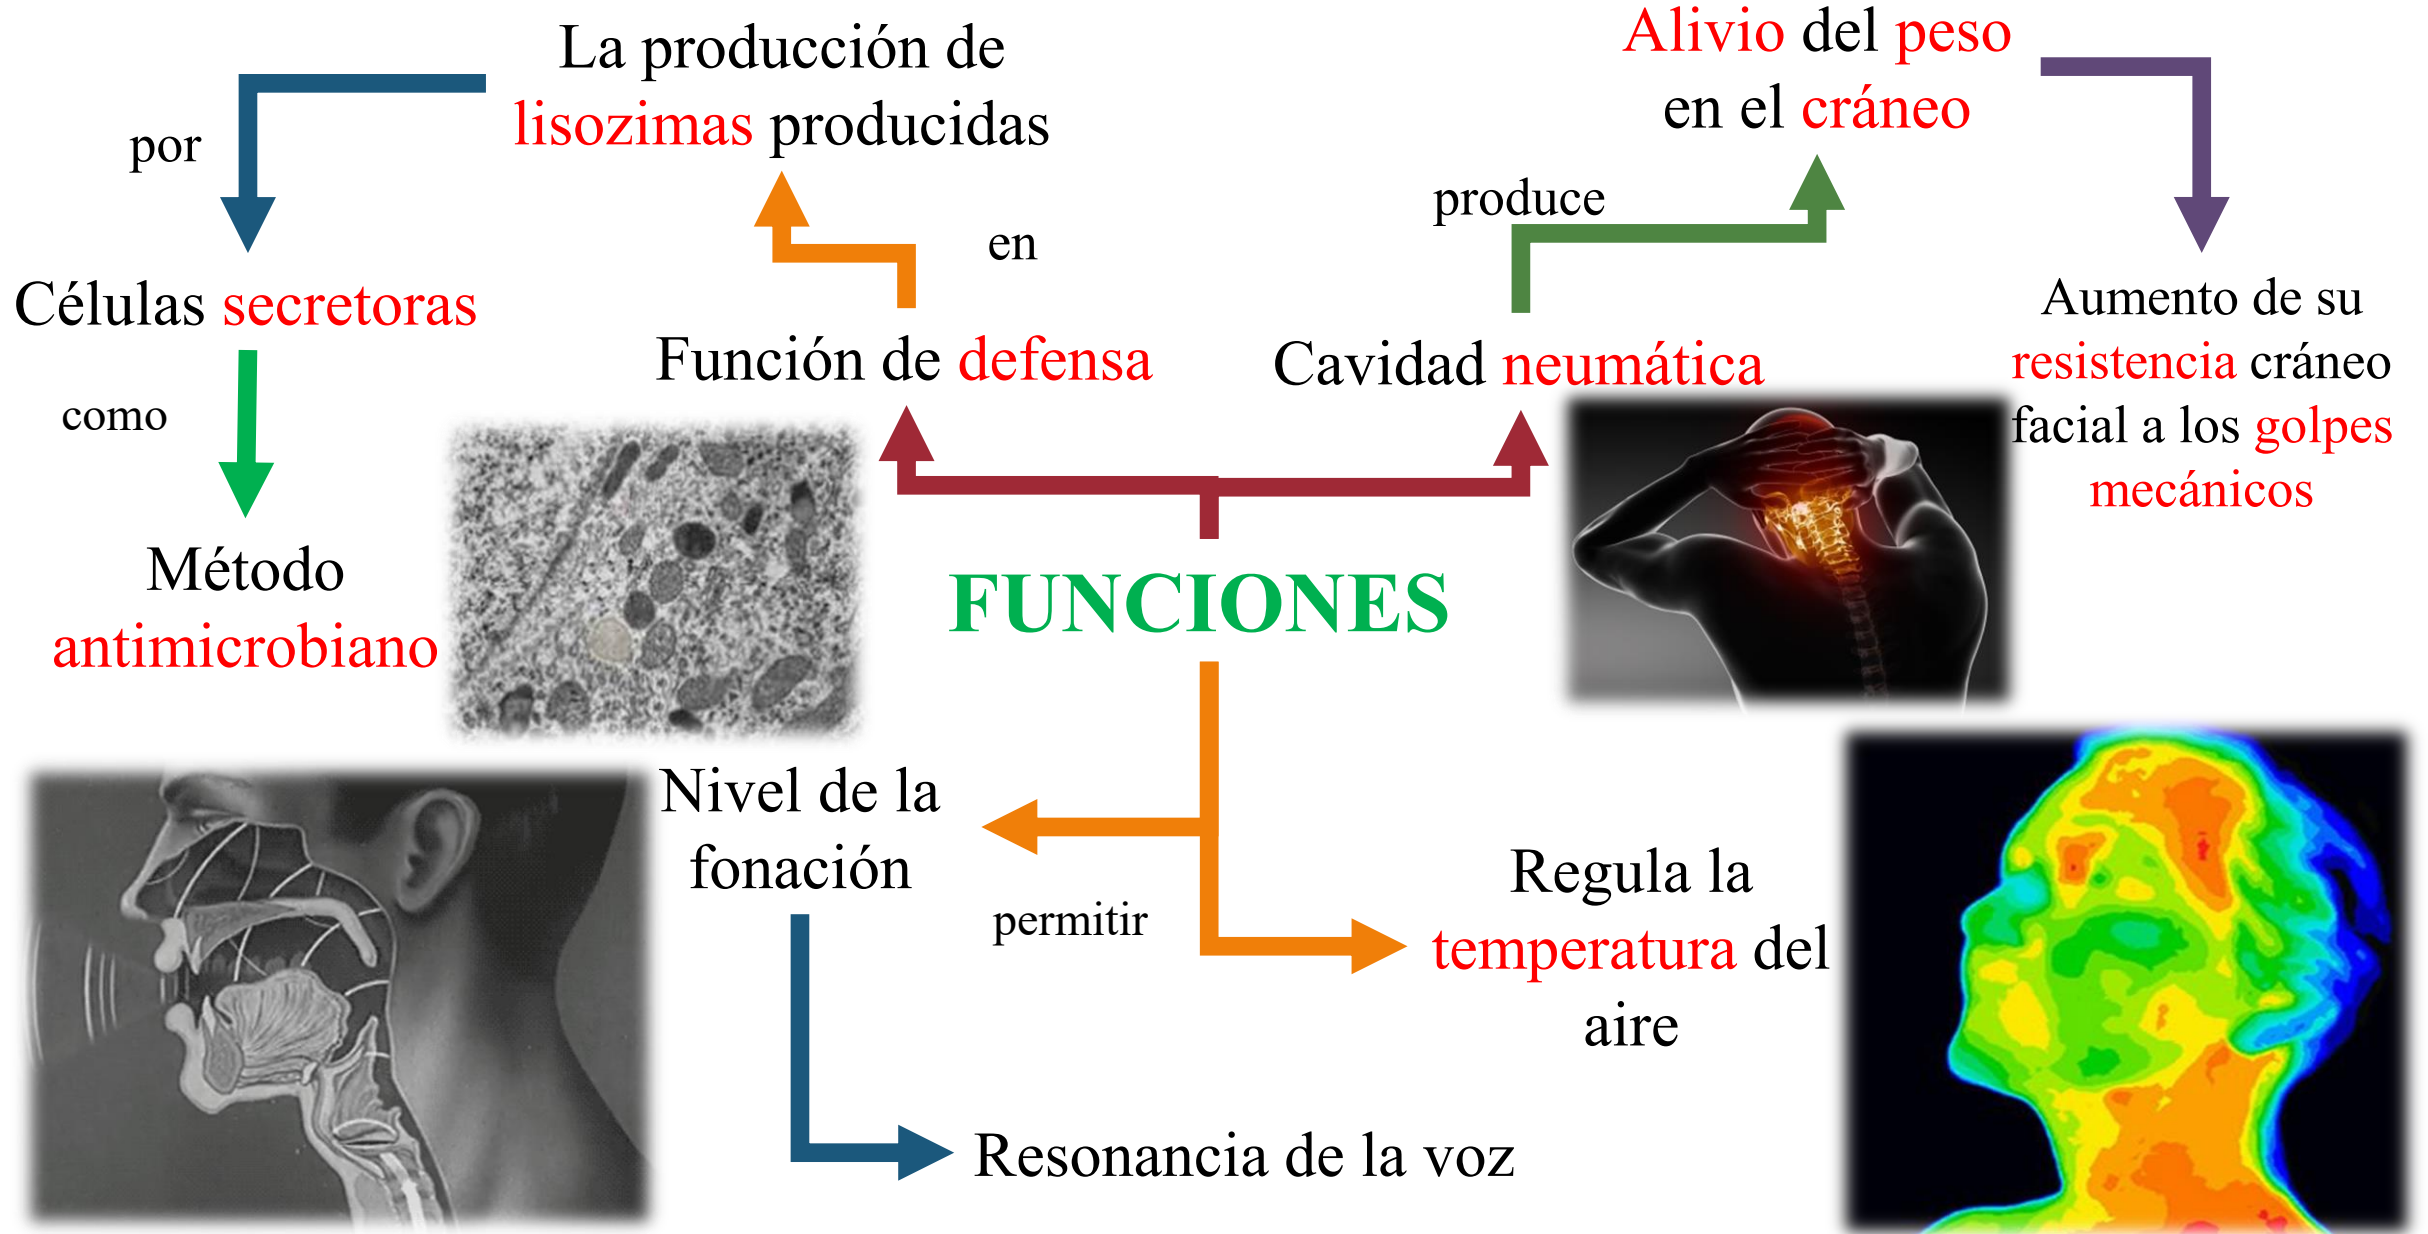 La producción de
lisozimas producidas
Alivio del peso
en el cráneo
por
produce
en
Células secretoras
Función de defensa
Cavidad neumática
Aumento de su
resistencia cráneo
facial a los golpes
mecánicos
como
Método
antimicrobiano
FUNCIONES
Nivel de la
fonación
permitir
Regula la
temperatura del
aire
Resonancia de la voz